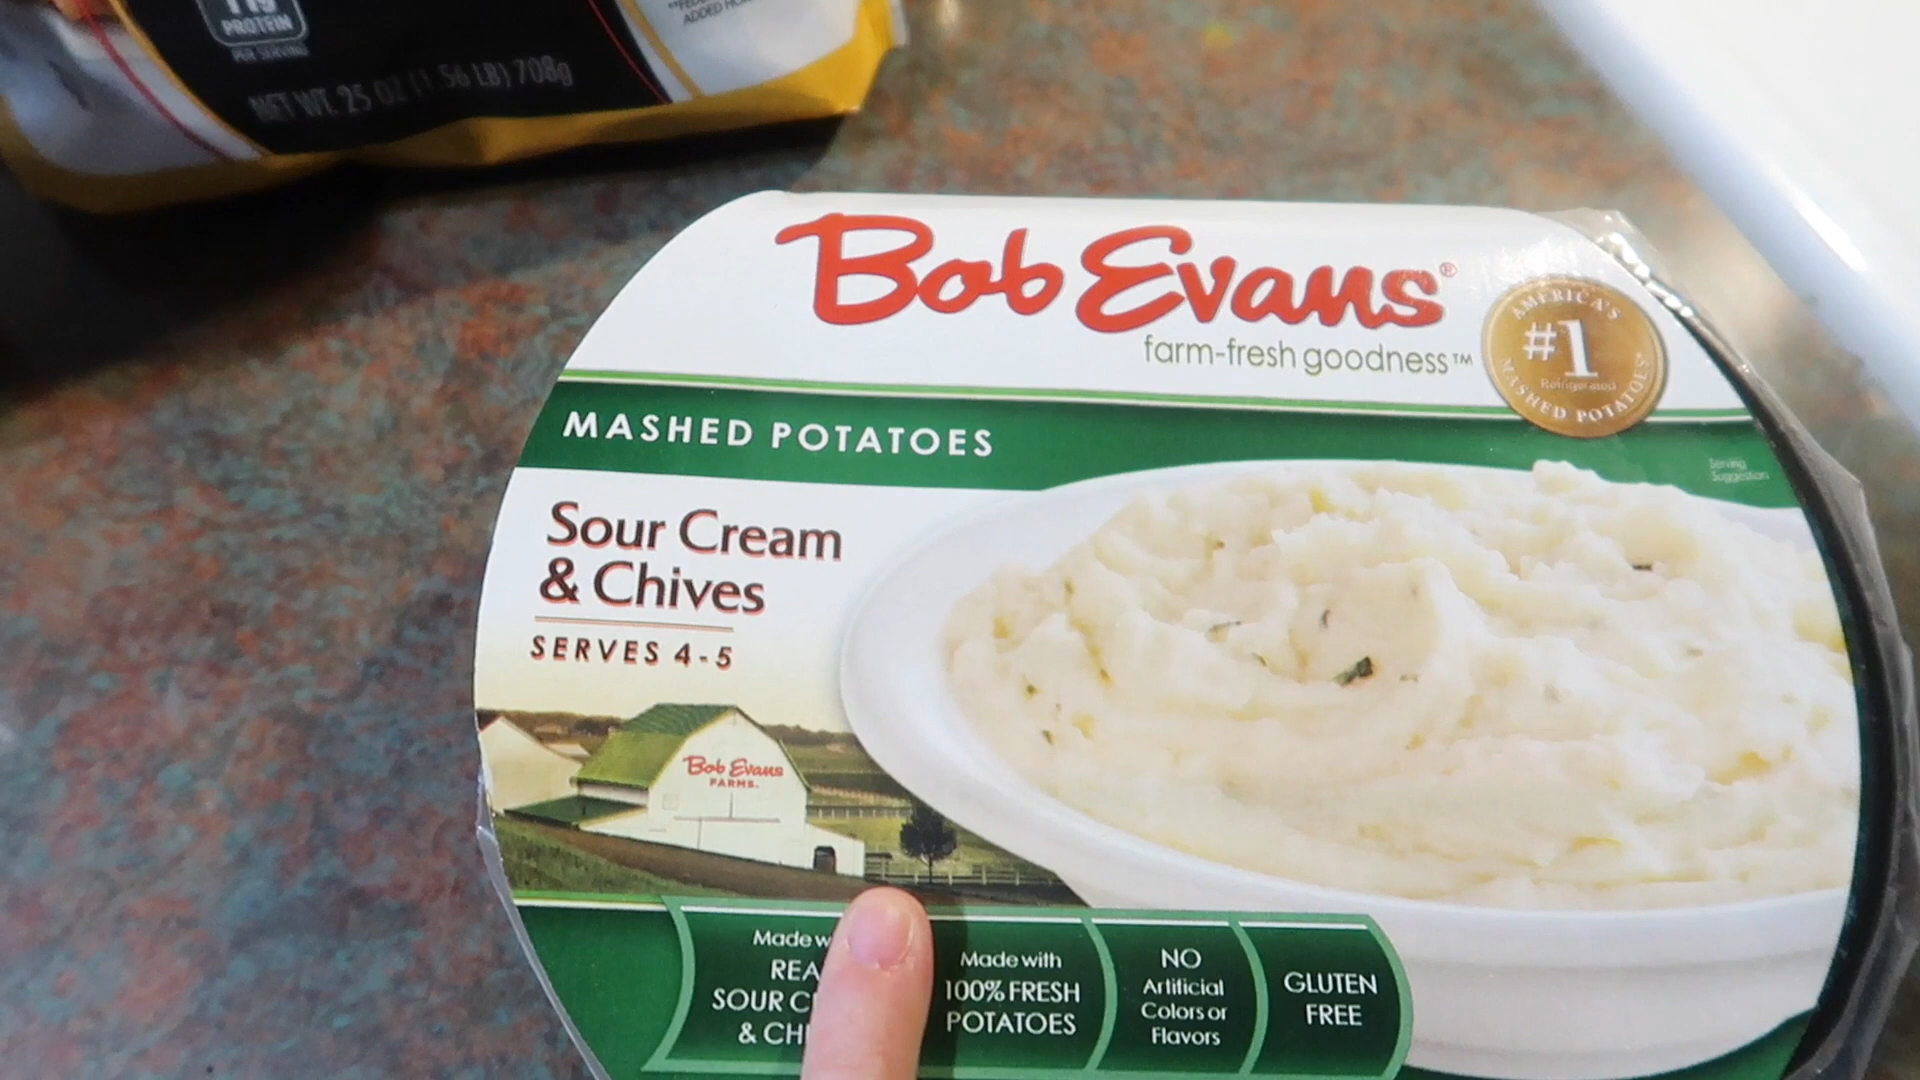 PROTEIN
PER SERVING
NET WT. 25 OZ (1.56 LB) 708g
ADDED
Bob Evans®
farm-fresh goodness™
AMERICA'S
#1
Refrigerated
MASHED POTATOES
MASHED POTATOES
Serving
Suggestion
Sour Cream
& Chives
SERVES 4-5
Bob Evans
FARMS.
Made
REA
SOUR C
& CHI
Made with
100% FRESH
POTATOES
NO
Artificial
Colors or
Flavors
GLUTEN
FREE